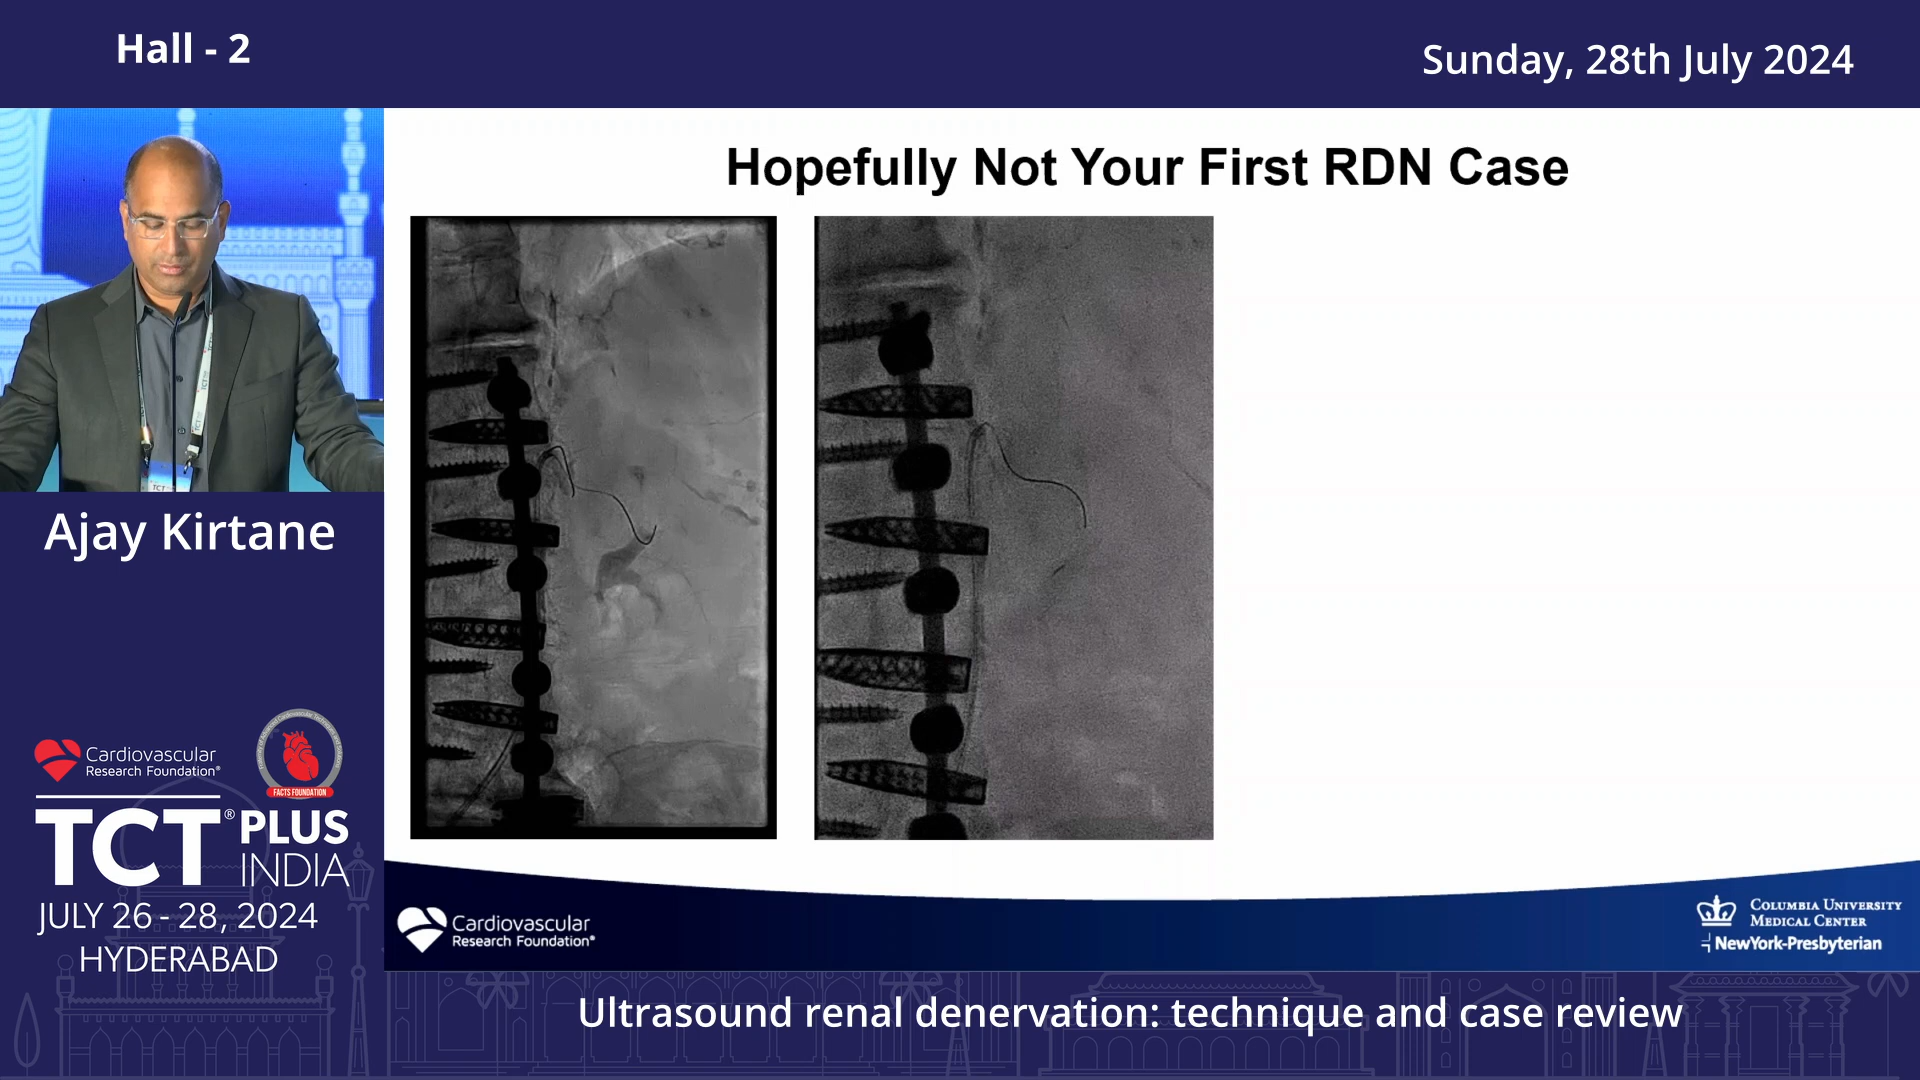 Hall - 2
Sunday, 28th July 2024
Hopefully Not Your First RDN Case
Ajay Kirtane
Cardiovascular
Research Foundation®
FACTS FOUNDATION
TCT® PLUS
INDIA
JULY 26 - 28, 2024
HYDERABAD
Cardiovascular
Research Foundation®
COLUMBIA UNIVERSITY
MEDICAL CENTER
NewYork-Presbyterian
Ultrasound renal denervation: technique and case review